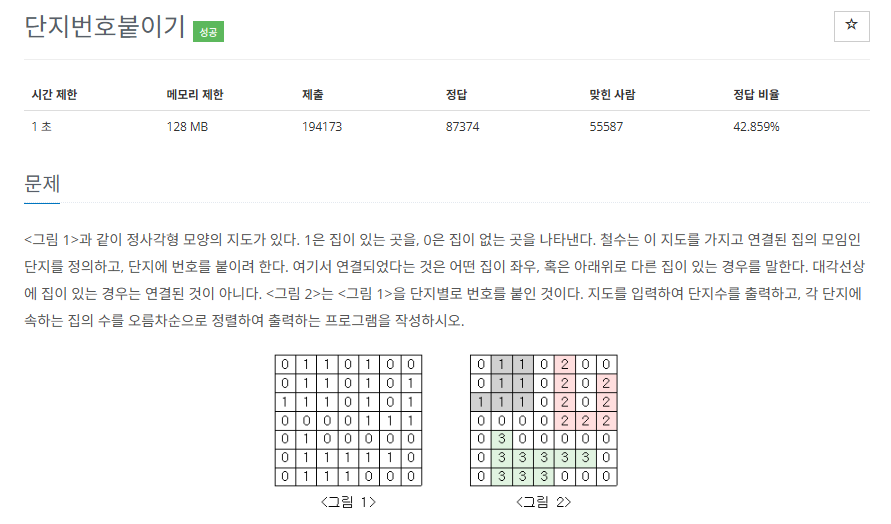 단지번호붙이기 성공
☆
시간 제한 메모리 제한 제출 정답 맞힌 사람 정답 비율
1 초 128 MB 194173 87374 55587 42.859%
문제
<그림 1>과 같이 정사각형 모양의 지도가 있다. 1은 집이 있는 곳을, 0은 집이 없는 곳을 나타낸다. 철수는 이 지도를 가지고 연결된 집의 모임인
단지를 정의하고, 단지에 번호를 붙이려 한다. 여기서 연결되었다는 것은 어떤 집이 좌우, 혹은 아래위로 다른 집이 있는 경우를 말한다. 대각선상
에 집이 있는 경우는 연결된 것이 아니다. <그림 2>는 <그림 1>을 단지별로 번호를 붙인 것이다. 지도를 입력하여 단지수를 출력하고, 각 단지에
속하는 집의 수를 오름차순으로 정렬하여 출력하는 프로그램을 작성하시오.
0 1 1 0 1 0 0
0 1 1 0 1 0 1
1 1 1 0 1 0 1
0 0 0 0 1 1 1
0 1 0 0 0 0 0
0 1 1 1 1 1 0
0 1 1 1 0 0 0
<그림 1>
0 1 1 0 2 0 0
0 1 1 0 2 0 2
1 1 1 0 2 0 2
0 0 0 0 2 2 2
0 3 0 0 0 0 0
0 3 3 3 3 3 0
0 3 3 3 0 0 0
<그림 2>